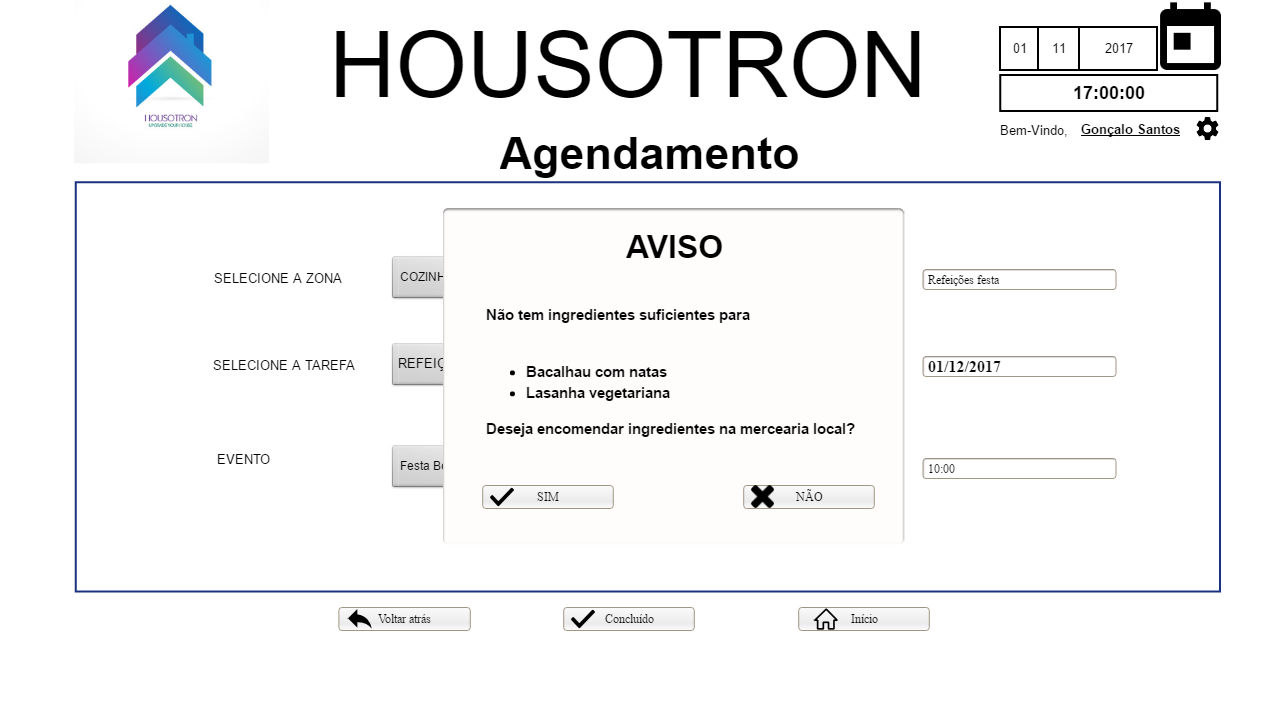 HOUSOTRON
HOUSOTRON
UPGRADE YOUR HOUSE
01 11 2017
17:00:00
Bem-Vindo, Gonçalo Santos
Agendamento
AVISO
SELECIONE A ZONA
COZINH
Refeições festa
Não tem ingredientes suficientes para
SELECIONE A TAREFA
REFEIÇ
01/12/2017
Bacalhau com natas
Lasanha vegetariana
Deseja encomendar ingredientes na mercearia local?
EVENTO
Festa Be
10:00
SIM
NÃO
Voltar atrás
Concluído
Início